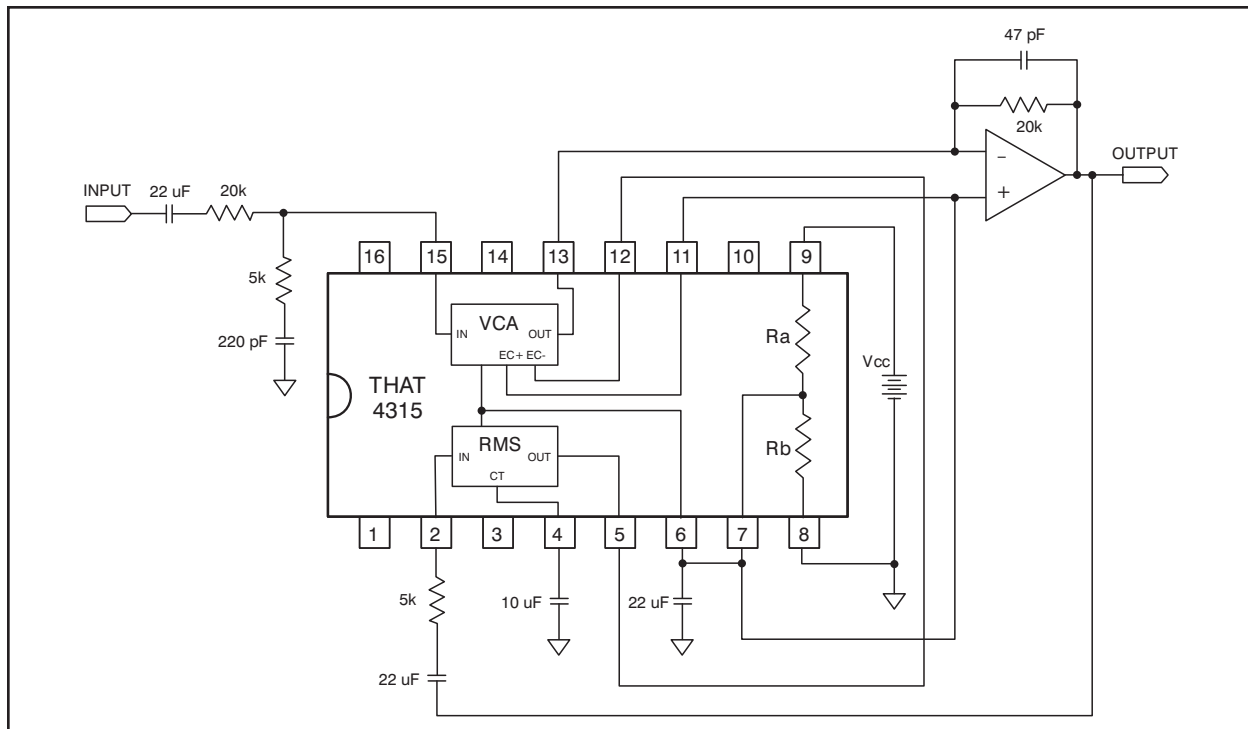 47 pF
20k
OUTPUT
−
+
INPUT
22 uF
20k
5k
220 pF
16
15
14
13
12
11
10
9
VCA
IN
OUT
EC+ EC-
Ra
Vcc
THAT
4315
RMS
IN
OUT
CT
Rb
1
2
3
4
5
6
7
8
5k
10 uF
22 uF
22 uF